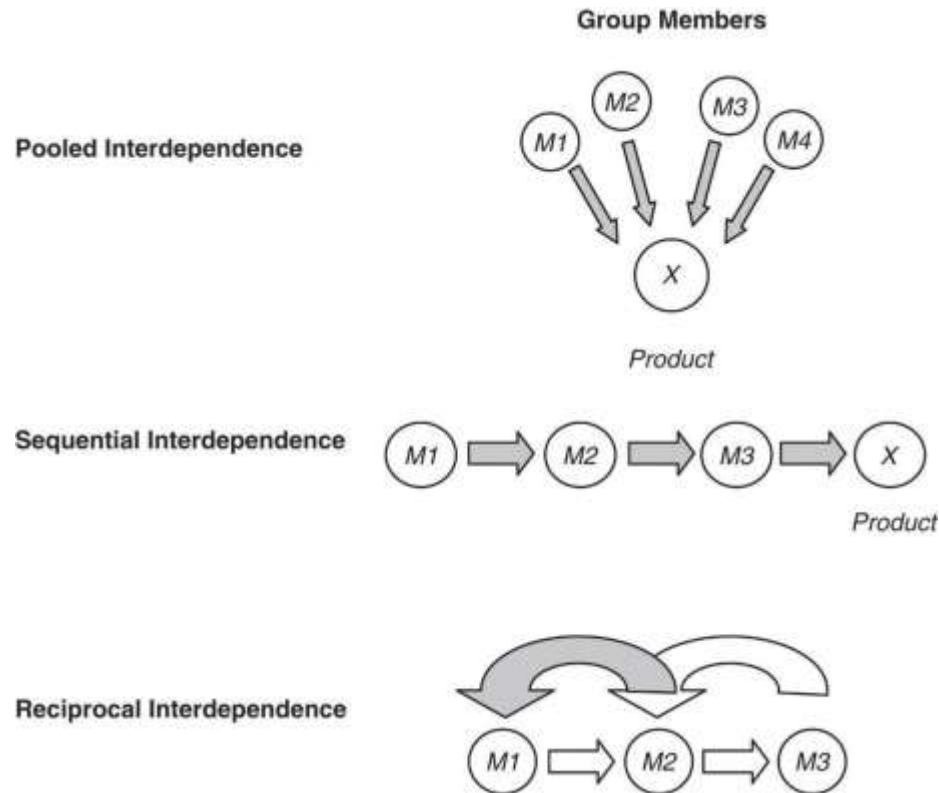 Group Members
Pooled Interdependence
M1
M2
M3
M4
X
Product
Sequential Interdependence
M1
M2
M3
X
Product
Reciprocal Interdependence
M1
M2
M3